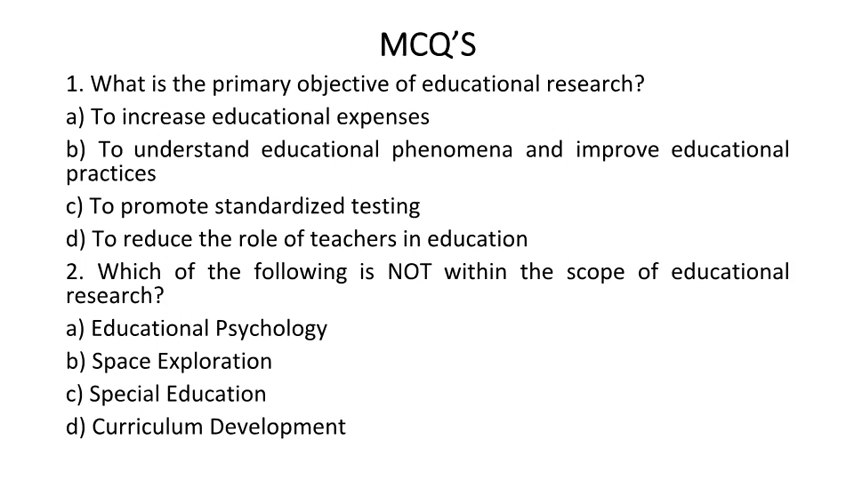 MCQ’S
1. What is the primary objective of educational research?
a) To increase educational expenses
b) To understand educational phenomena and improve educational
practices
c) To promote standardized testing
d) To reduce the role of teachers in education
2. Which of the following is NOT within the scope of educational
research?
a) Educational Psychology
b) Space Exploration
c) Special Education
d) Curriculum Development